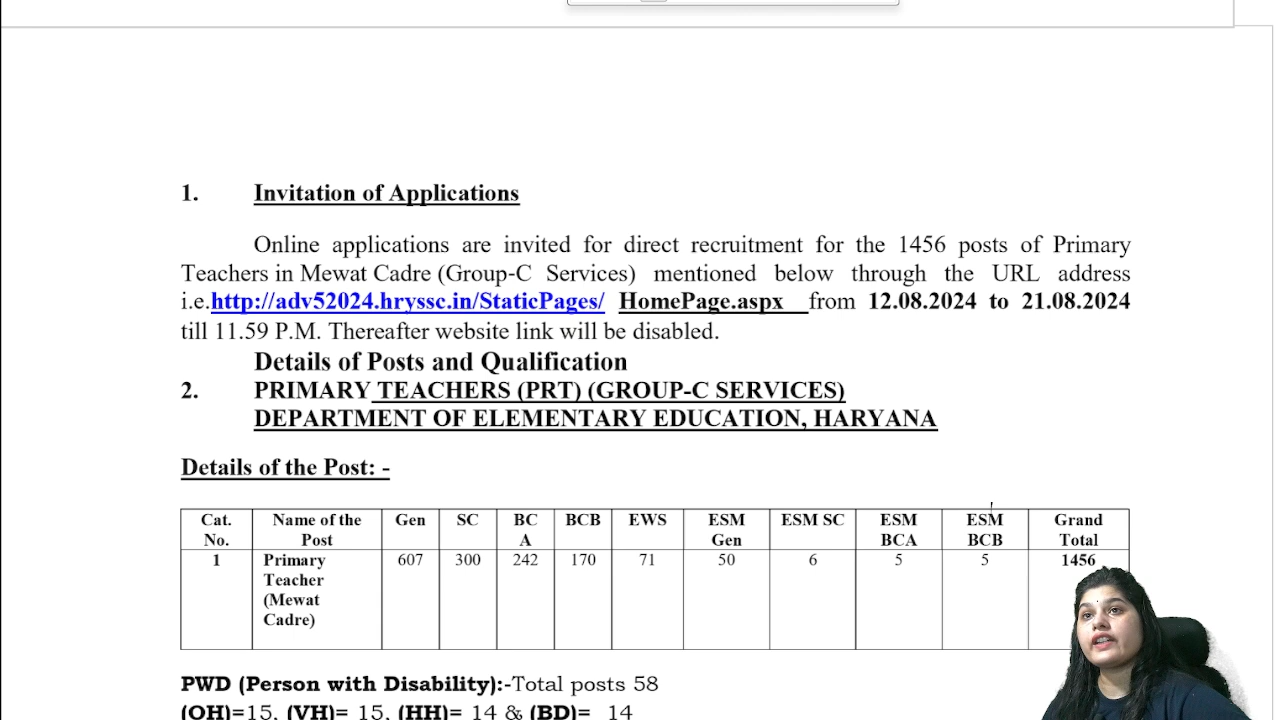 1. Invitation of Applications
Online applications are invited for direct recruitment for the 1456 posts of Primary
Teachers in Mewat Cadre (Group-C Services) mentioned below through the URL address
i.e.http://adv52024.hryssc.in/StaticPages/ HomePage.aspx from 12.08.2024 to 21.08.2024
till 11.59 P.M. Thereafter website link will be disabled.
Details of Posts and Qualification
2. PRIMARY TEACHERS (PRT) (GROUP-C SERVICES)
DEPARTMENT OF ELEMENTARY EDUCATION, HARYANA
Details of the Post: -
Cat. Name of the Gen SC BC BCB EWS ESM ESM SC ESM ESM Grand
No. Post A Gen BCA BCB Total
1 Primary 607 300 242 170 71 50 6 5 5 1456
Teacher
(Mewat
Cadre)
PWD (Person with Disability):-Total posts 58
(OH)=15, (VH)= 15, (HH)= 14 & (BD)= 14